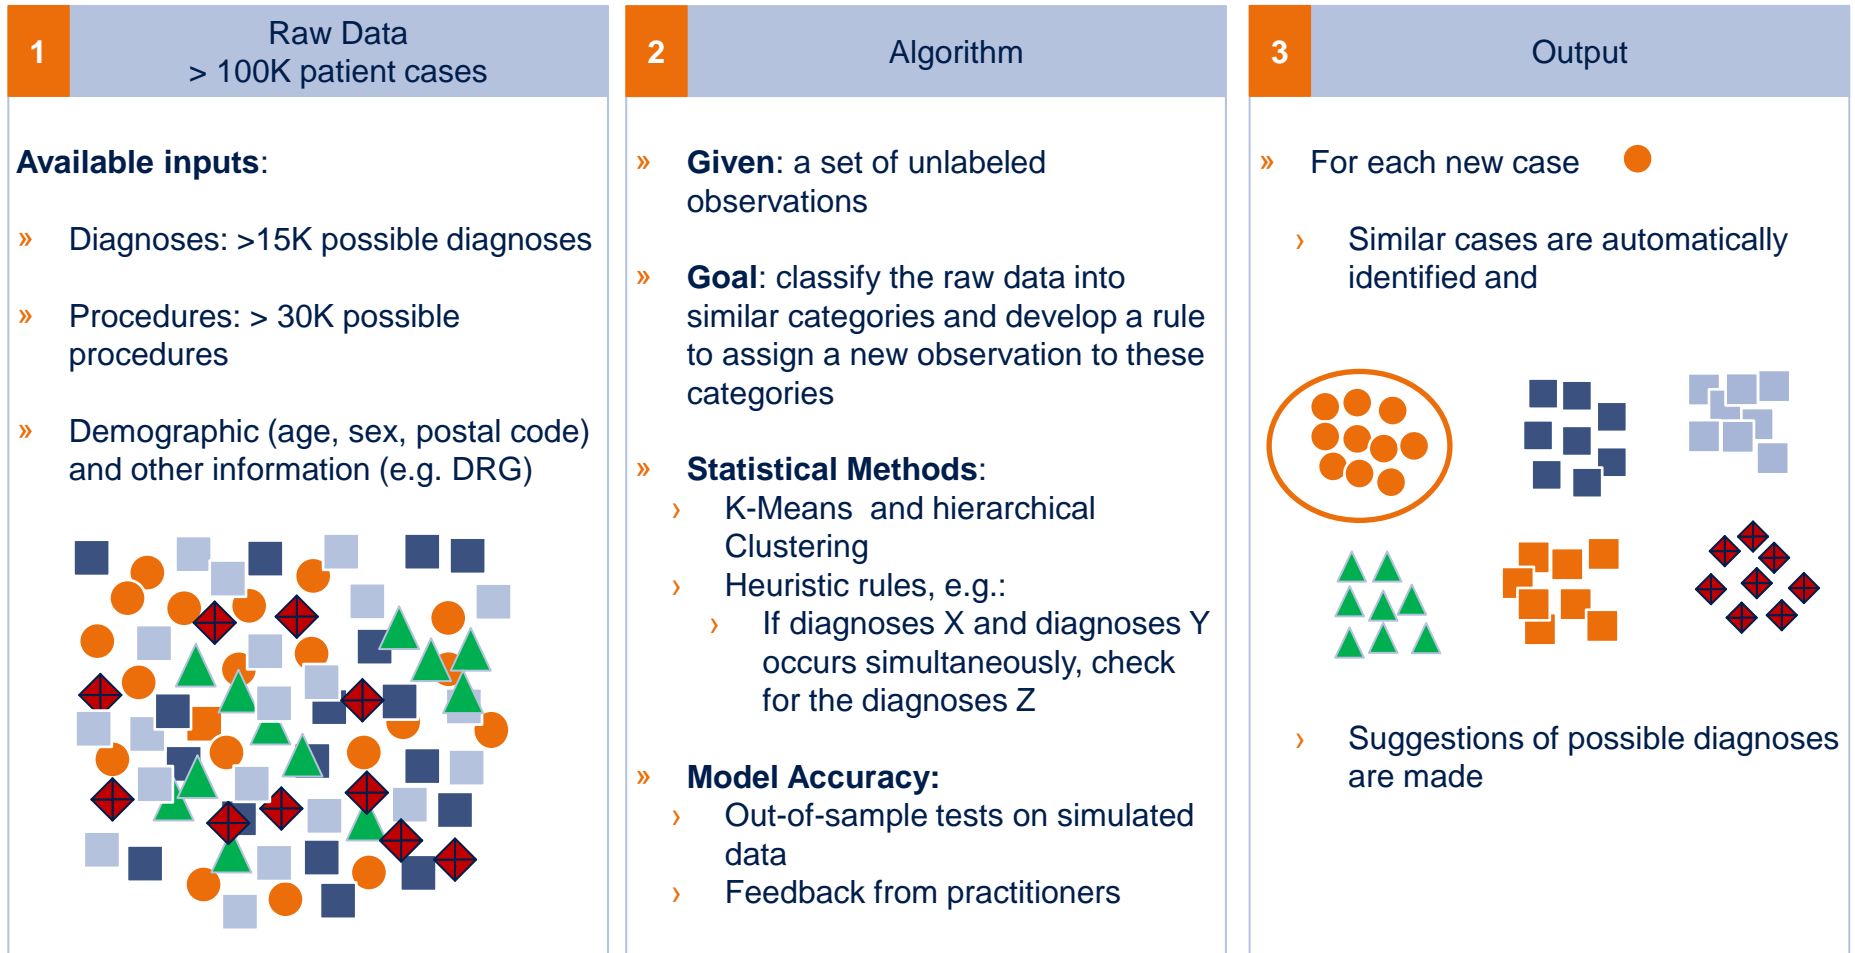 1
Raw Data
> 100K patient cases
Available inputs:
» Diagnoses: >15K possible diagnoses
» Procedures: > 30K possible
procedures
» Demographic (age, sex, postal code)
and other information (e.g. DRG)
2
Algorithm
» Given: a set of unlabeled
observations
» Goal: classify the raw data into
similar categories and develop a rule
to assign a new observation to these
categories
» Statistical Methods:
› K-Means  and hierarchical
Clustering
› Heuristic rules, e.g.:
› If diagnoses X and diagnoses Y
occurs simultaneously, check
for the diagnoses Z
» Model Accuracy:
› Out-of-sample tests on simulated
data
› Feedback from practitioners
3
Output
» For each new case
› Similar cases are automatically
identified and
› Suggestions of possible diagnoses
are made